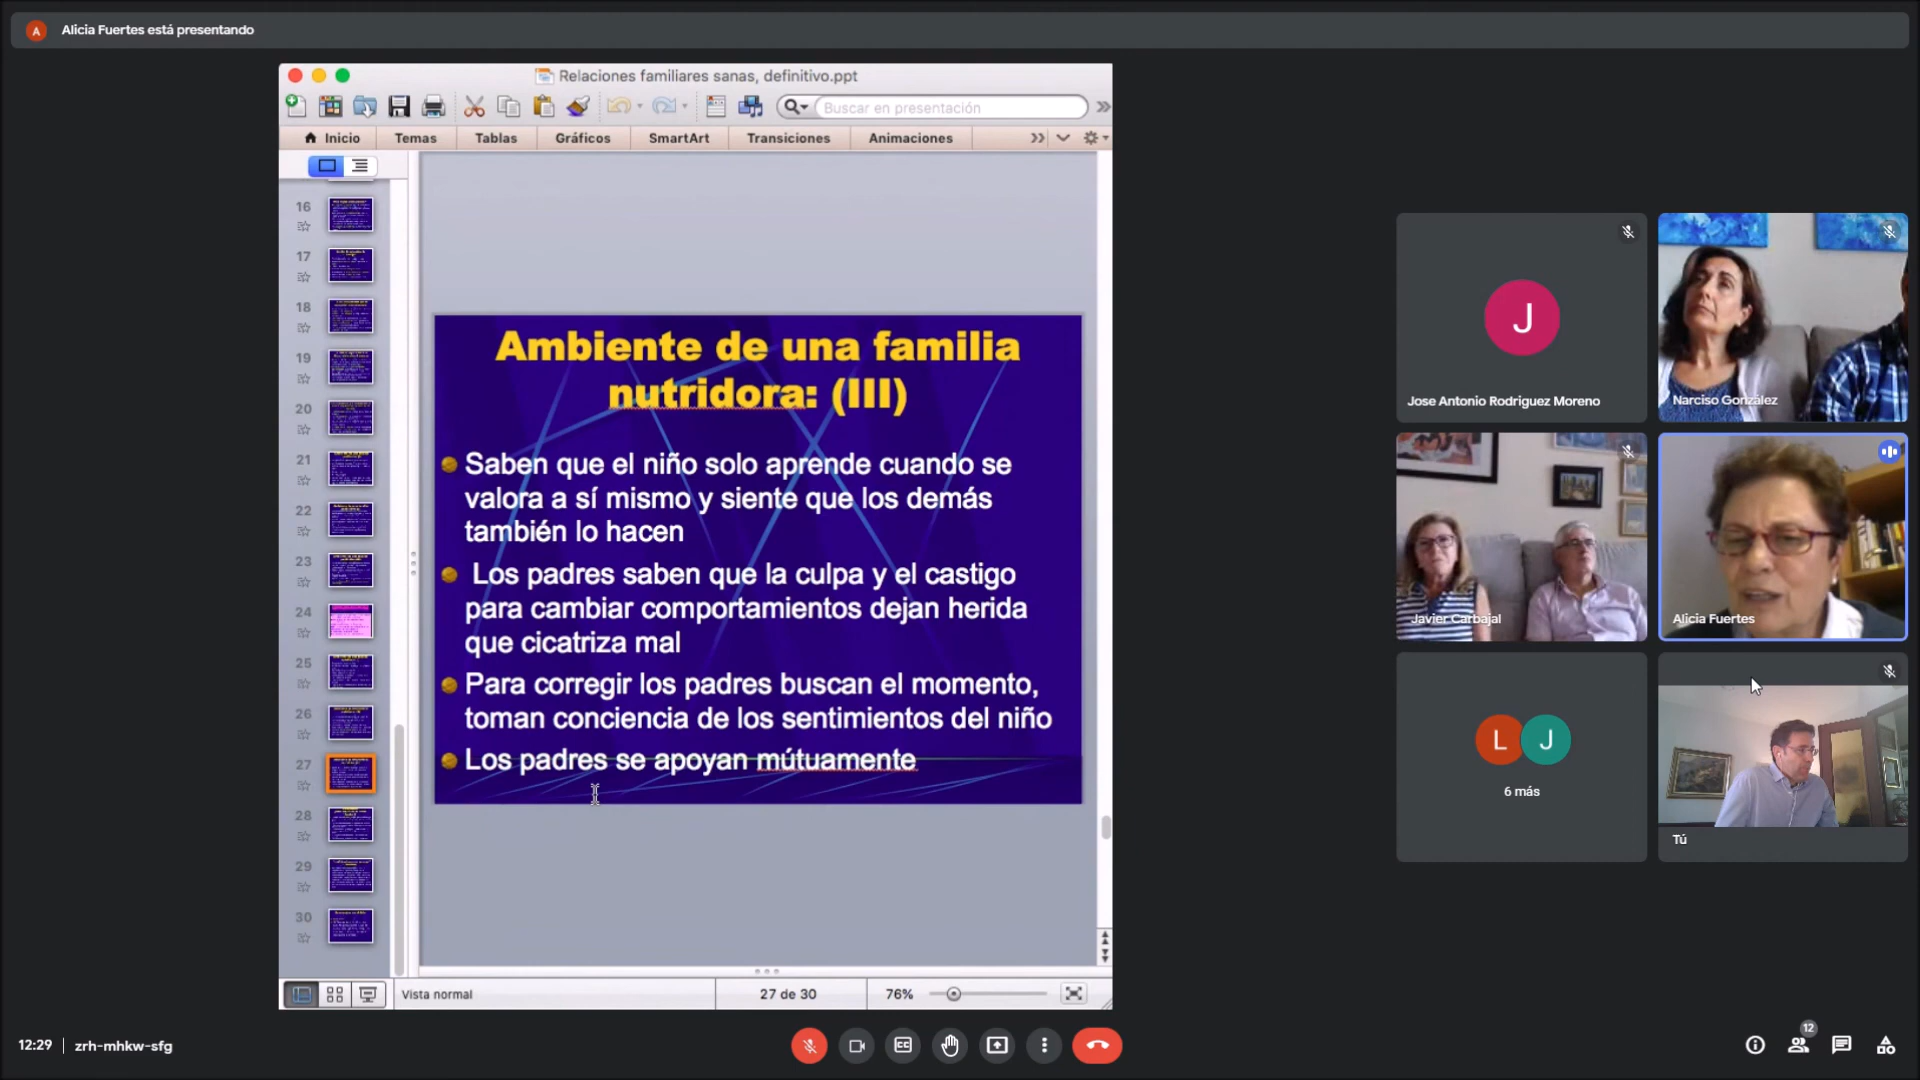 A
Alicia Fuertes está presentando
Relaciones familiares sanas, definitivo.ppt
Buscar en presentación
Inicio
Temas
Tablas
Gráficos
SmartArt
Transiciones
Animaciones
16
17
18
19
20
21
22
23
24
25
26
27
28
29
30
Ambiente de una familia
nutridora: (III)
Saben que el niño solo aprende cuando se
valora a sí mismo y siente que los demás
también lo hacen
Los padres saben que la culpa y el castigo
para cambiar comportamientos dejan herida
que cicatriza mal
Para corregir los padres buscan el momento,
toman conciencia de los sentimientos del niño
Los padres se apoyan mútuamente
Vista normal
27 de 30
76%
J
Jose Antonio Rodriguez Moreno
Narciso González
Javier Carbajal
Alicia Fuertes
L
J
6 más
Tú
12:29
zrh-mhkw-sfg
CC
12